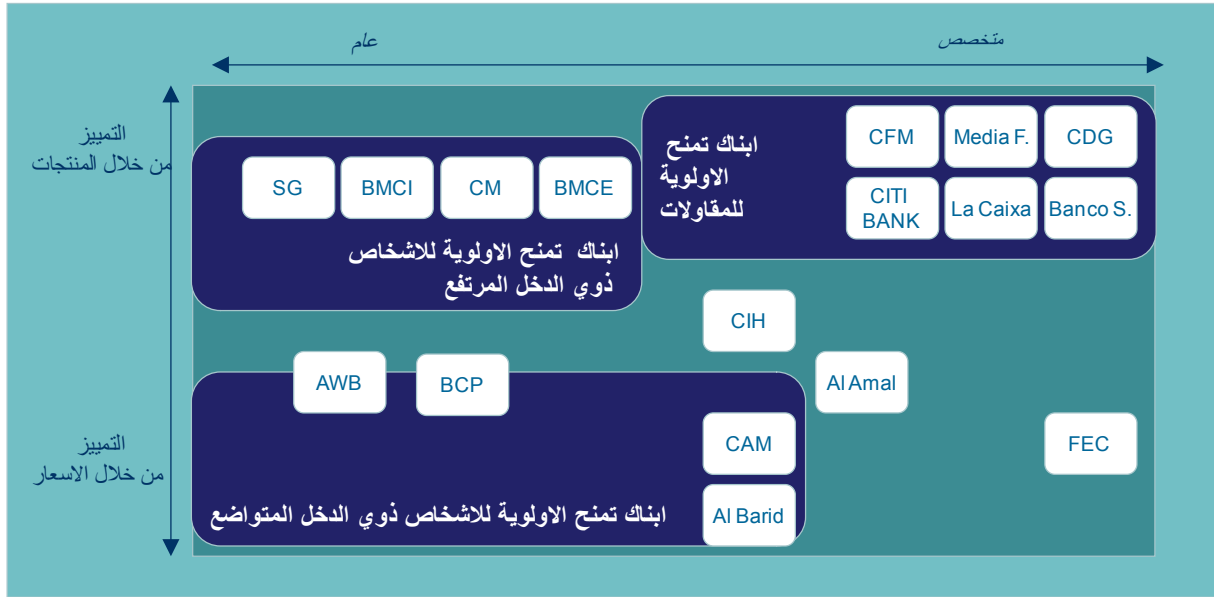 متخصص
عام
التمييز
من خلال المنتجات
ابناك تمنح
الاولوية
للمقاولات
CFM
Media F.
CDG
CITI
BANK
La Caixa
Banco S.
SG
BMCI
CM
BMCE
ابناك تمنح الاولوية للاشخاص
ذوي الدخل المرتفع
CIH
AWB
BCP
Al Amal
التمييز
من خلال الاسعار
CAM
FEC
Al Barid
ابناك تمنح الاولوية للاشخاص ذوي الدخل المتواضع